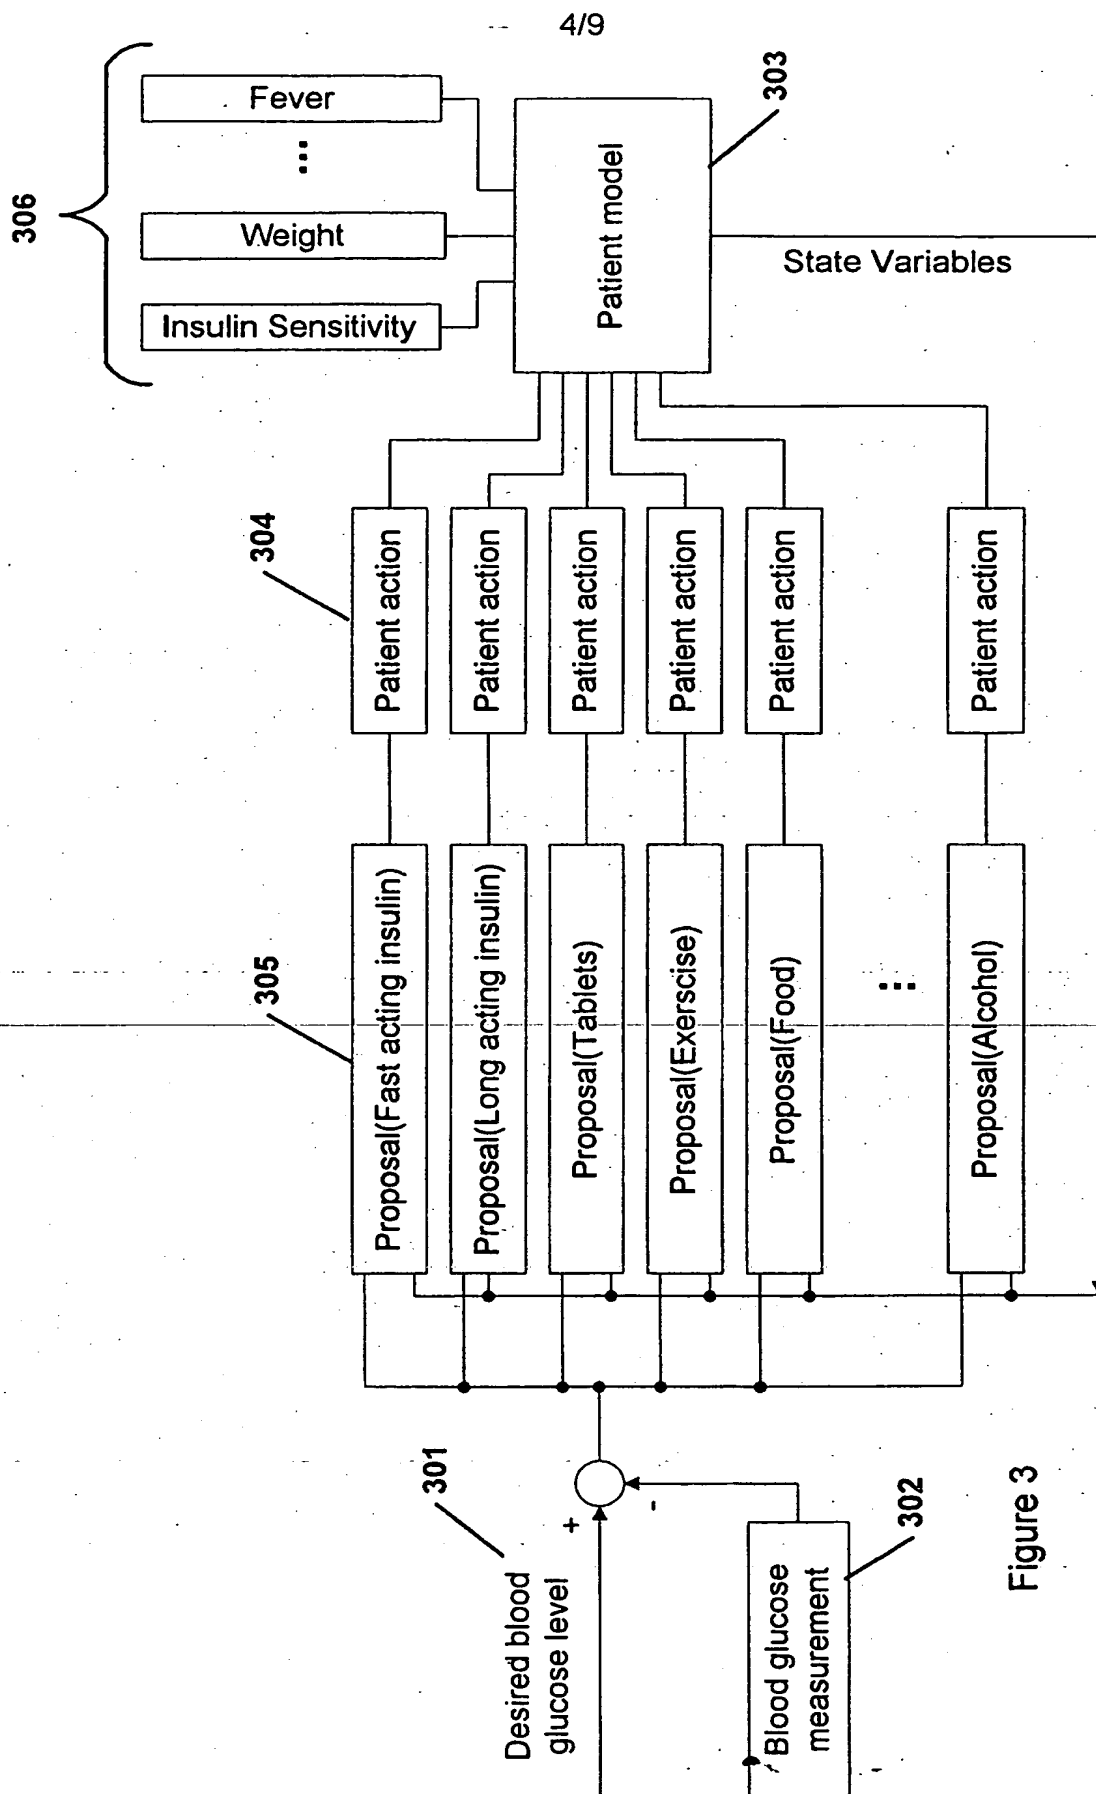 4/9
306
Fever
...
Weight
Insulin Sensitivity
Patient model
303
State Variables
304
Patient action
Patient action
Patient action
Patient action
Patient action
Patient action
305
Proposal(Fast acting insulin)
Proposal(Long acting insulin)
Proposal(Tablets)
Proposal(Exerscise)
Proposal(Food)
...
Proposal(Alcohol)
301
Desired blood
glucose level
+
-
302
Blood glucose
measurement
Figure 3